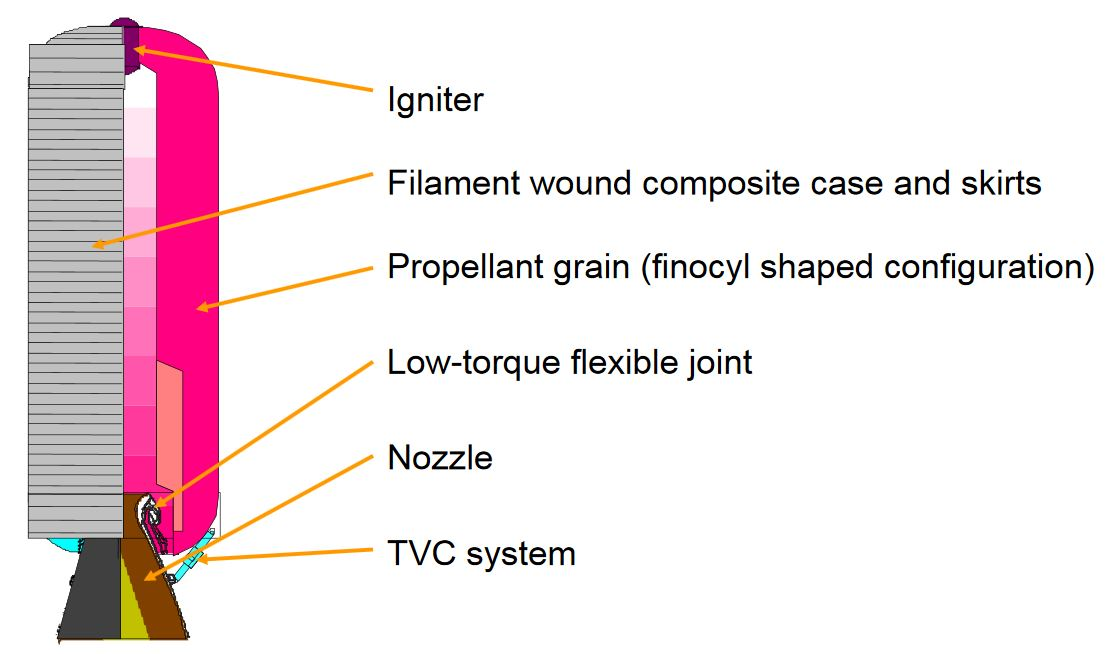 Igniter
Filament wound composite case and skirts
Propellant grain (finocyl shaped configuration)
Low-torque flexible joint
Nozzle
TVC system